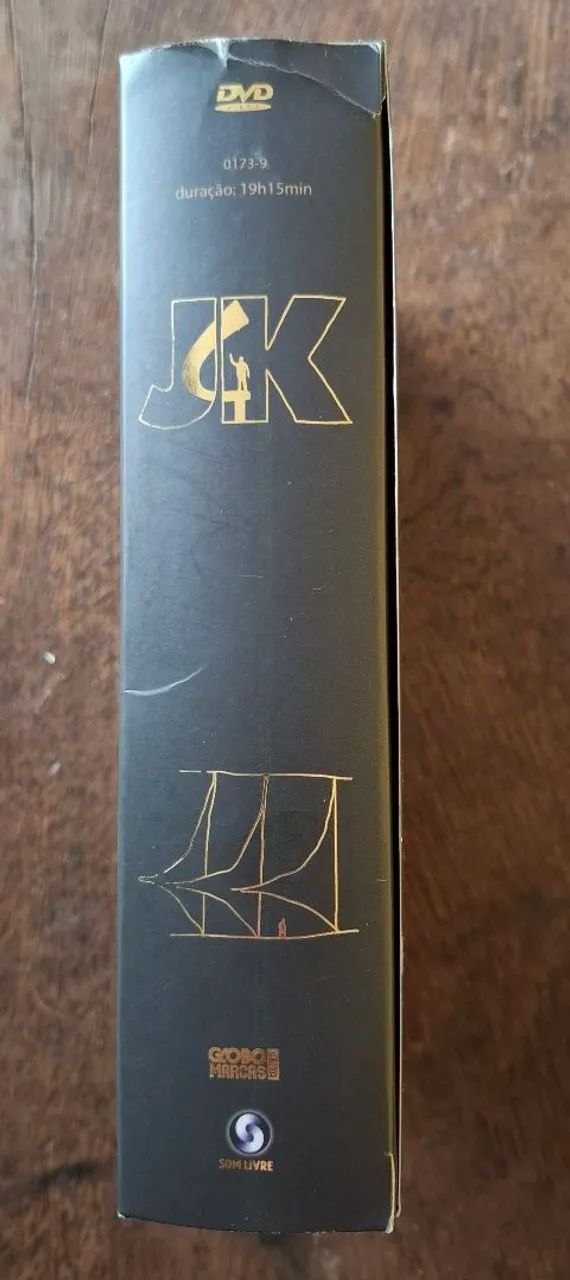 DVD
0173-9
duração: 19h15min
JK
GLOBO
MARCAS
SOM LIVRE